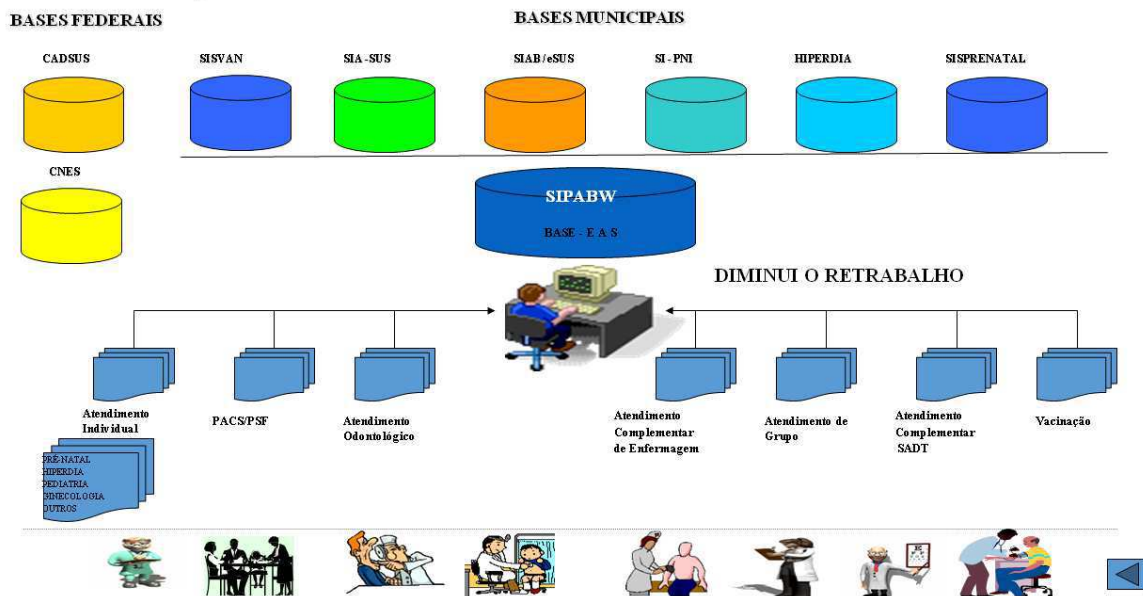 BASES FEDERAIS
BASES MUNICIPAIS
CADSUS
SISVAN
SIA-SUS
SIAB/eSUS
SI-PNI
HIPERDIA
SISPRENATAL
CNES
SIPABW
BASE - E A S
DIMINUI O RETRABALHO
Atendimento
Individual
PACS/PSF
Atendimento
Odontológico
Atendimento
Complementar
de Enfermagem
Atendimento de
Grupo
Atendimento
Complementar
SADT
Vacinação
PRÉ-NATAL
HIPERDIA
PEDIATRIA
GINECOLOGIA
OUTROS